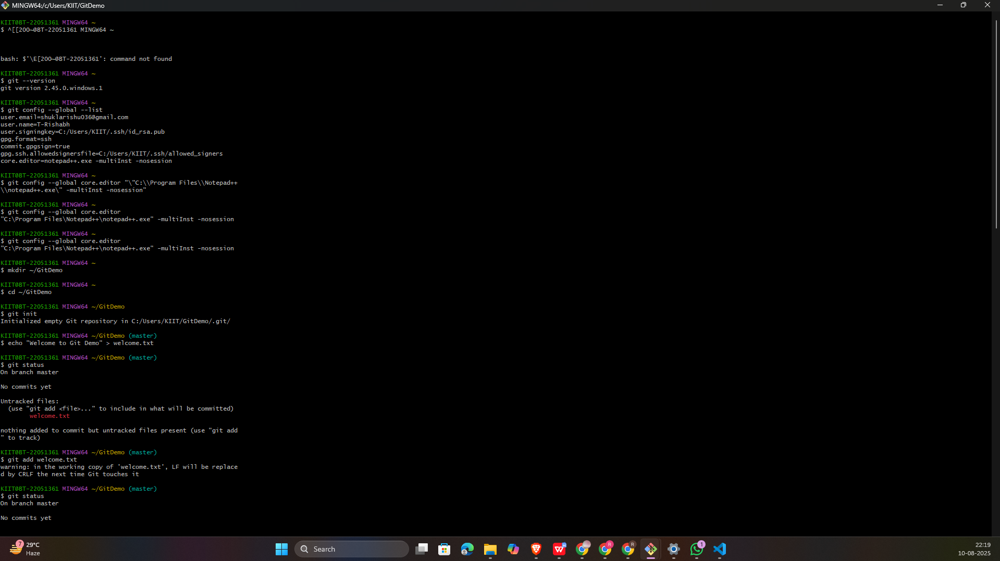 MINGW64:/c/Users/KIIT/GitDemo
KIIT@BT-22051361 MINGW64 ~
$ ^[[200~@BT-22051361 MINGW64 ~
bash: $'\E[200~@BT-22051361': command not found
KIIT@BT-22051361 MINGW64 ~
$ git --version
git version 2.45.0.windows.1
KIIT@BT-22051361 MINGW64 ~
$ git config --global --list
user.email=shuklarishu036@gmail.com
user.name=T-Rishabh
user.signingkey=C:/Users/KIIT/.ssh/id_rsa.pub
gpg.format=ssh
commit.gpgsign=true
gpg.ssh.allowedsignersfile=C:/Users/KIIT/.ssh/allowed_signers
core.editor=notepad++.exe -multiInst -nosession
KIIT@BT-22051361 MINGW64 ~
$ git config --global core.editor "\"C:\\Program Files\\Notepad++
\\notepad++.exe\" -multiInst -nosession"
KIIT@BT-22051361 MINGW64 ~
$ git config --global core.editor
"C:\Program Files\Notepad++\notepad++.exe" -multiInst -nosession
KIIT@BT-22051361 MINGW64 ~
$ git config --global core.editor
"C:\Program Files\Notepad++\notepad++.exe" -multiInst -nosession
KIIT@BT-22051361 MINGW64 ~
$ mkdir ~/GitDemo
KIIT@BT-22051361 MINGW64 ~
$ cd ~/GitDemo
KIIT@BT-22051361 MINGW64 ~/GitDemo
$ git init
Initialized empty Git repository in C:/Users/KIIT/GitDemo/.git/
KIIT@BT-22051361 MINGW64 ~/GitDemo (master)
$ echo "Welcome to Git Demo" > welcome.txt
KIIT@BT-22051361 MINGW64 ~/GitDemo (master)
$ git status
On branch master
No commits yet
Untracked files:
(use "git add <file>..." to include in what will be committed)
welcome.txt
nothing added to commit but untracked files present (use "git add
" to track)
KIIT@BT-22051361 MINGW64 ~/GitDemo (master)
$ git add welcome.txt
warning: in the working copy of 'welcome.txt', LF will be replace
d by CRLF the next time Git touches it
KIIT@BT-22051361 MINGW64 ~/GitDemo (master)
$ git status
On branch master
No commits yet
7
29°C
Haze
Search
W
R
R
1
22:19
10-08-2025